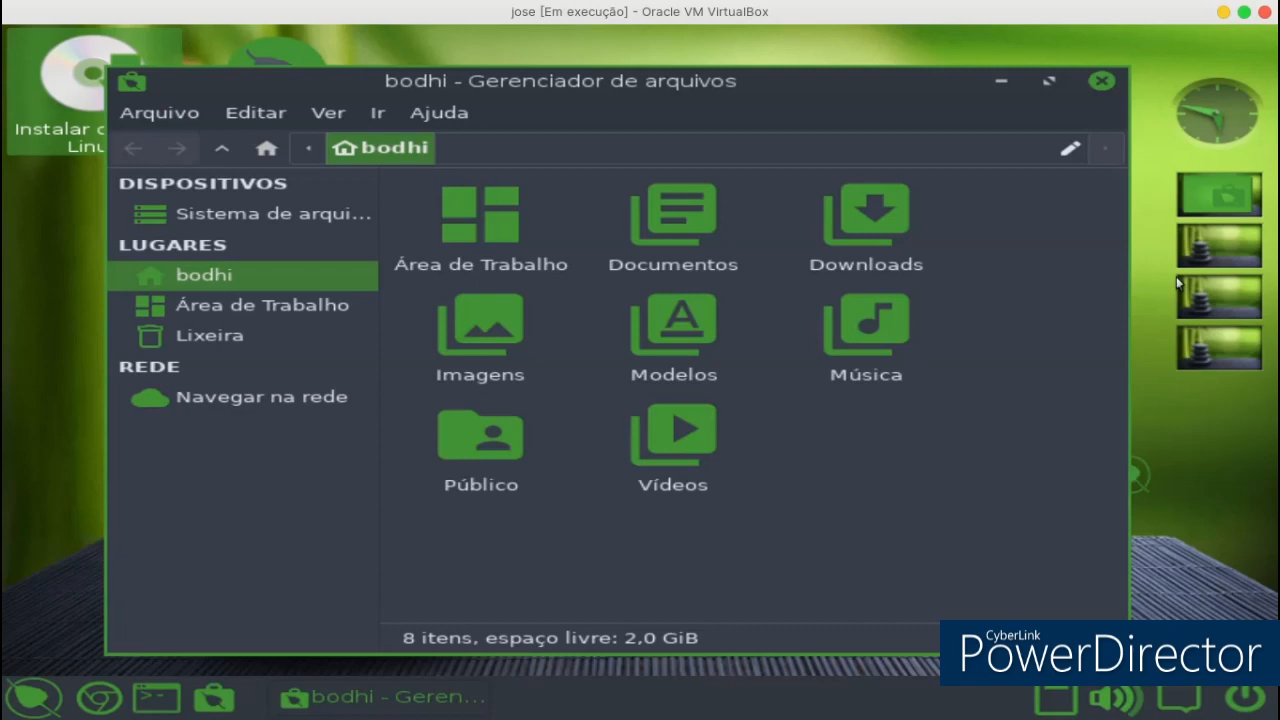 jose [Em execução] - Oracle VM VirtualBox
Instalar
bodhi - Gerenciador de arquivos
Arquivo Editar Ver Ir Ajuda
bodhi
DISPOSITIVOS
Sistema de arqui...
LUGARES
bodhi
Área de Trabalho
Lixeira
REDE
Navegar na rede
Área de Trabalho Documentos Downloads
Imagens Modelos Música
Público Vídeos
8 itens, espaço livre: 2,0 GiB
CyberLink
PowerDirector
bodhi - Geren...